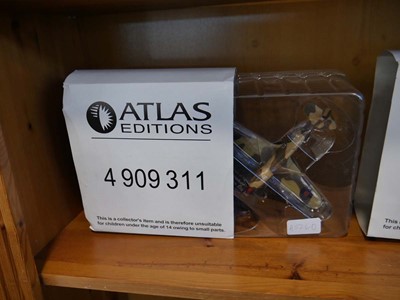 ATLAS
EDITIONS
4 909 311
This is a collector's item and is therefore unsuitable
for children under the age of 14 owing to small parts.